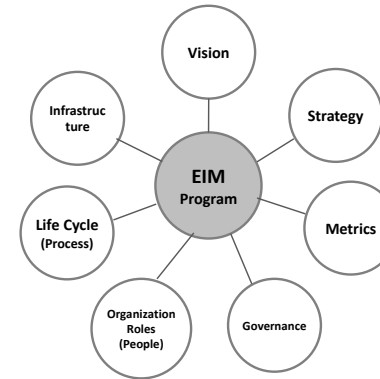 Vision
Infrastruc
ture
Strategy
EIM
Program
Life Cycle
(Process)
Metrics
Organization
Roles
(People)
Governance